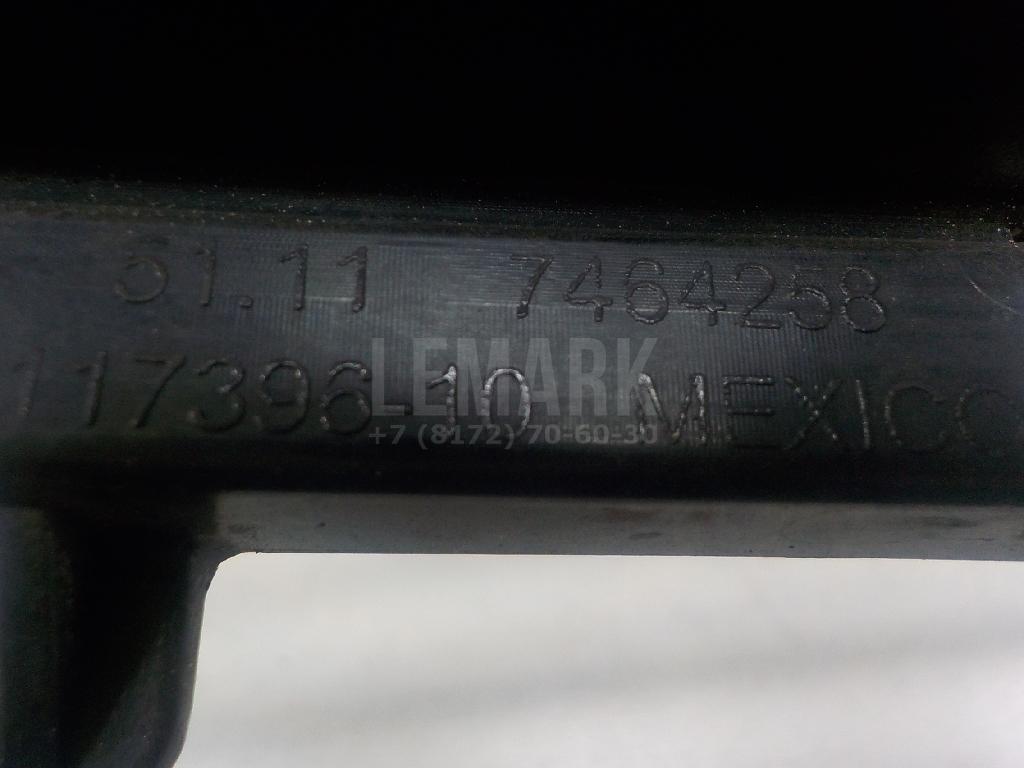 51.11 7464258
117396-10 MEXICO
LEMARK
+7 (8172) 70-60-30